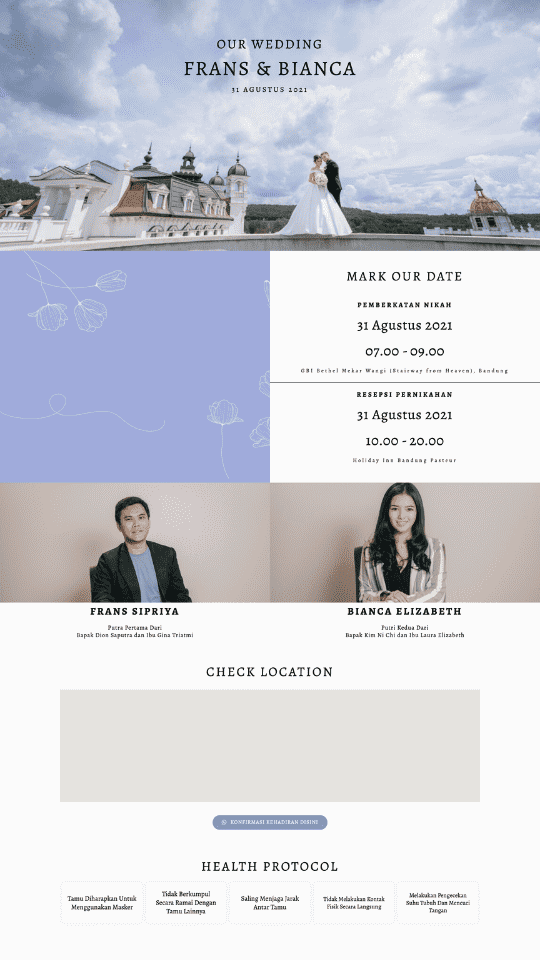 OUR WEDDING
FRANS & BIANCA
31 AGUSTUS 2021
MARK OUR DATE
PEMBERKATAN NIKAH
31 Agustus 2021
07.00 - 09.00
GBI Bethel Mekar Wangi (Stairway from Heaven), Bandung
RESEPSI PERNIKAHAN
31 Agustus 2021
10.00 - 20.00
Holiday Inn Bandung Pasteur
FRANS SIPRIYA
Putra Pertama Dari
Bapak Dion Saputra dan Ibu Gina Triatmi
BIANCA ELIZABETH
Putri Kedua Dari
Bapak Kim Ni Chi dan Ibu Laura Elizabeth
CHECK LOCATION
KONFIRMASI KEHADIRAN DISINI
HEALTH PROTOCOL
Tamu Diharapkan Untuk
Menggunakan Masker
Tidak Berkumpul
Secara Ramai Dengan
Tamu Lainnya
Saling Menjaga Jarak
Antar Tamu
Tidak Melakukan Kontak
Fisik Secara Langsung
Melakukan Pengecekan
Suhu Tubuh Dan Mencuci
Tangan